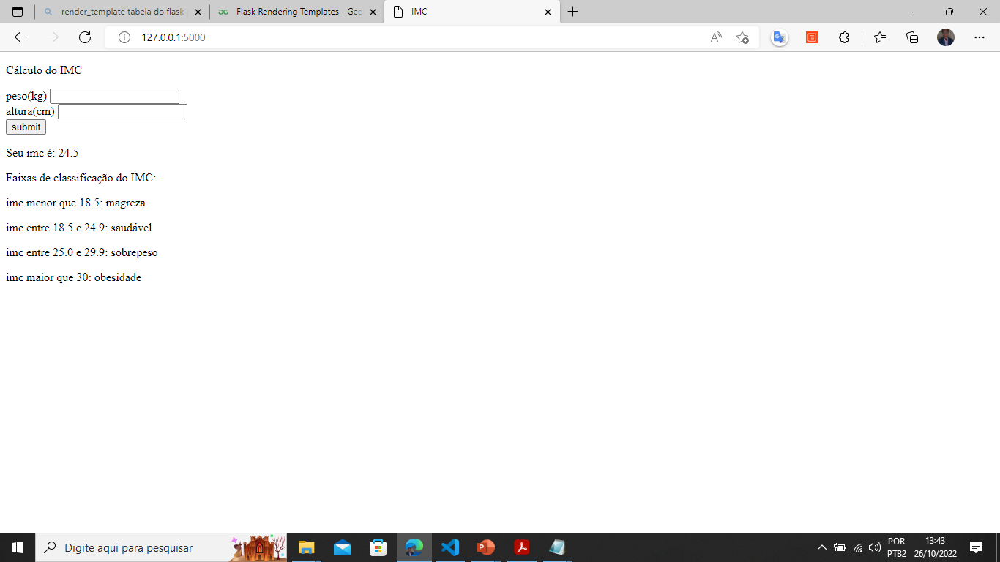 render_template tabela do flask
Flask Rendering Templates - Gee
IMC
127.0.0.1:5000
Cálculo do IMC
peso(kg)
altura(cm)
submit
Seu imc é: 24.5
Faixas de classificação do IMC:
imc menor que 18.5: magreza
imc entre 18.5 e 24.9: saudável
imc entre 25.0 e 29.9: sobrepeso
imc maior que 30: obesidade
Digite aqui para pesquisar
POR
PTB2
13:43
26/10/2022